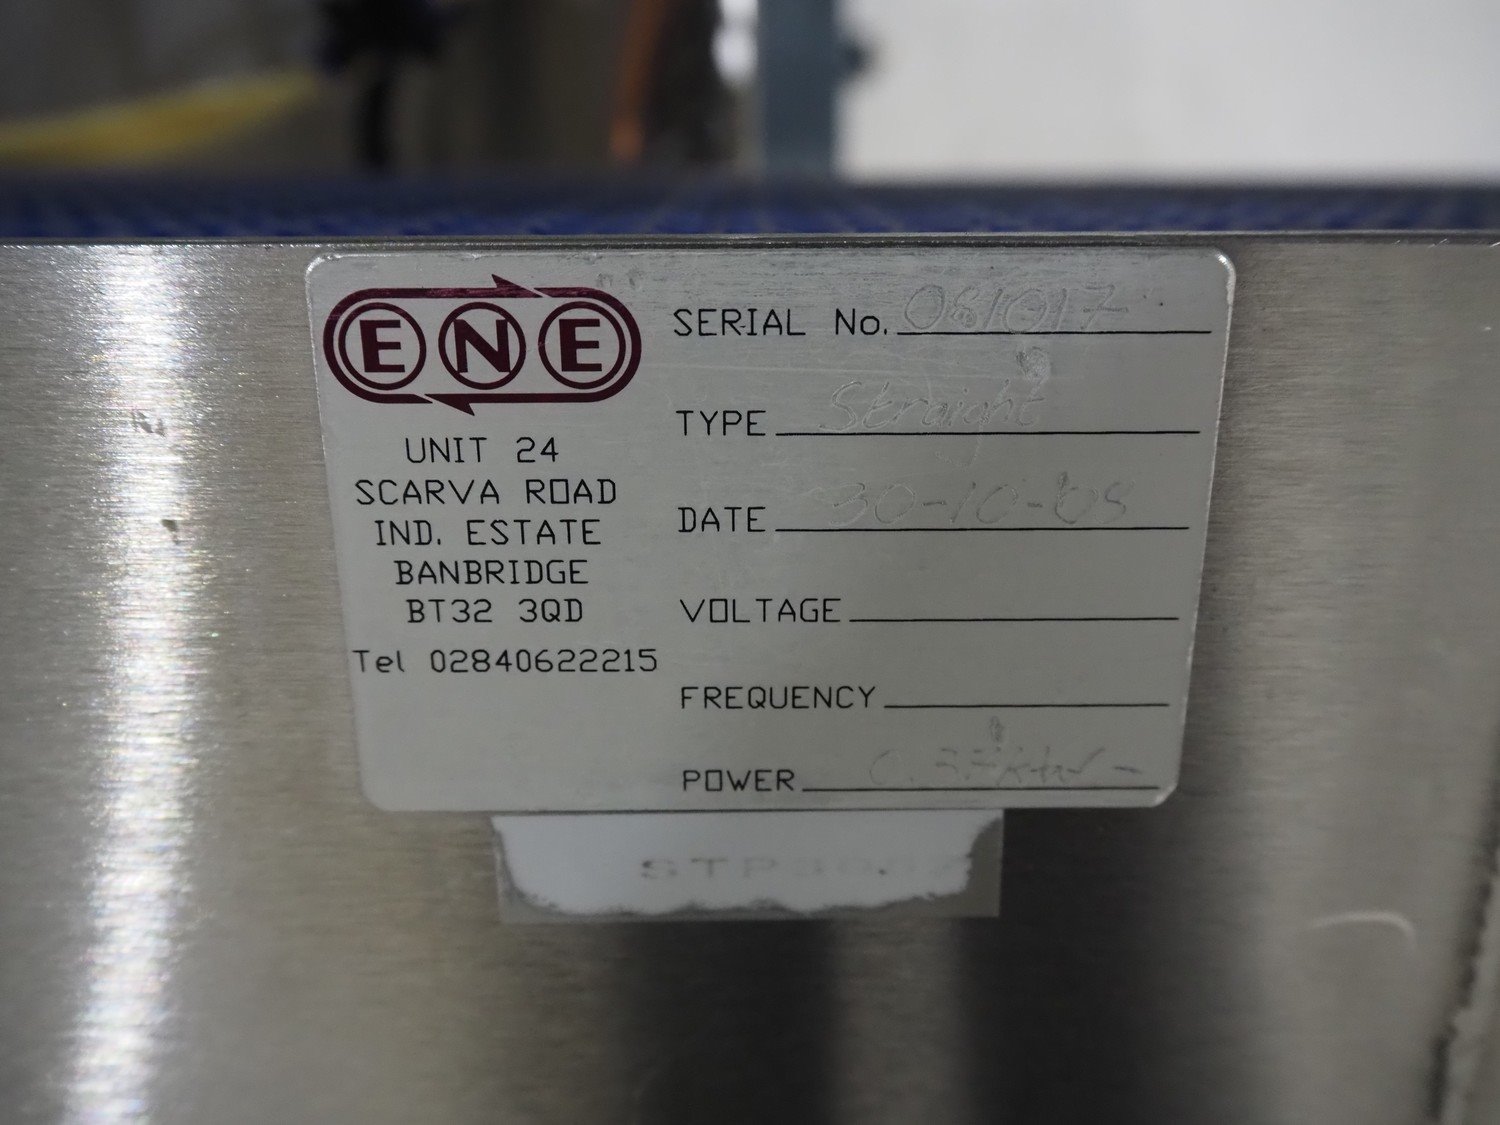 ENE
UNIT 24
SCARVA ROAD
IND. ESTATE
BANBRIDGE
BT32 3QD
Tel 02840622215
SERIAL No. 081017
TYPE Straight
DATE 30-10-08
VOLTAGE
FREQUENCY
POWER